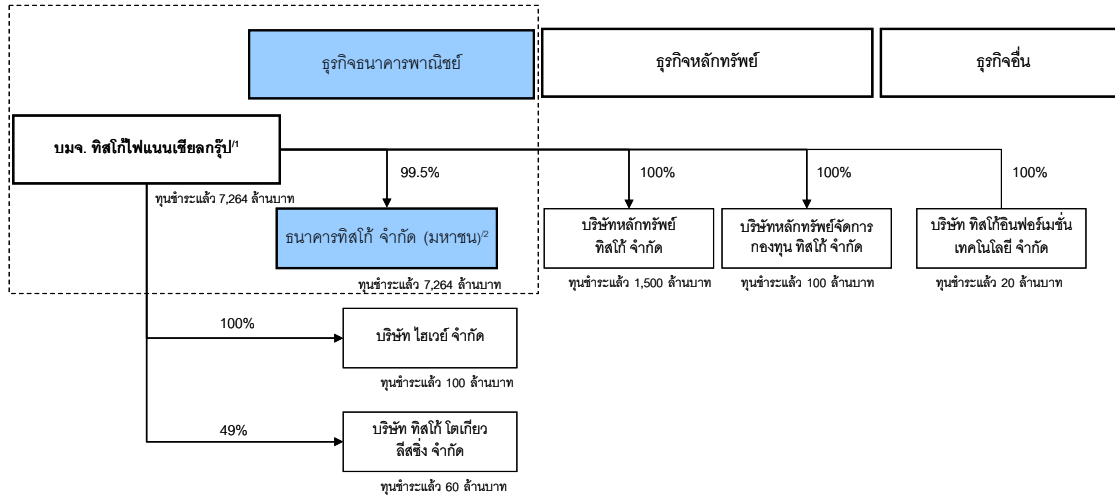 ธุรกิจธนาคารพาณิชย์
ธุรกิจหลักทรัพย์
ธุรกิจอื่น
บมจ. ทิสโก้ไฟแนนเชียลกรุ๊ป/1
ทุนชำระแล้ว 7,264 ล้านบาท
99.5%
100%
100%
100%
ธนาคารทิสโก้ จำกัด (มหาชน)/2
ทุนชำระแล้ว 7,264 ล้านบาท
บริษัทหลักทรัพย์
ทิสโก้ จำกัด
ทุนชำระแล้ว 1,500 ล้านบาท
บริษัทหลักทรัพย์จัดการ
กองทุน ทิสโก้ จำกัด
ทุนชำระแล้ว 100 ล้านบาท
บริษัท ทิสโก้อินฟอร์เมชั่น
เทคโนโลยี จำกัด
ทุนชำระแล้ว 20 ล้านบาท
100%
บริษัท ไฮเวย์ จำกัด
ทุนชำระแล้ว 100 ล้านบาท
49%
บริษัท ทิสโก้ โตเกียว
ลีสซิ่ง จำกัด
ทุนชำระแล้ว 60 ล้านบาท